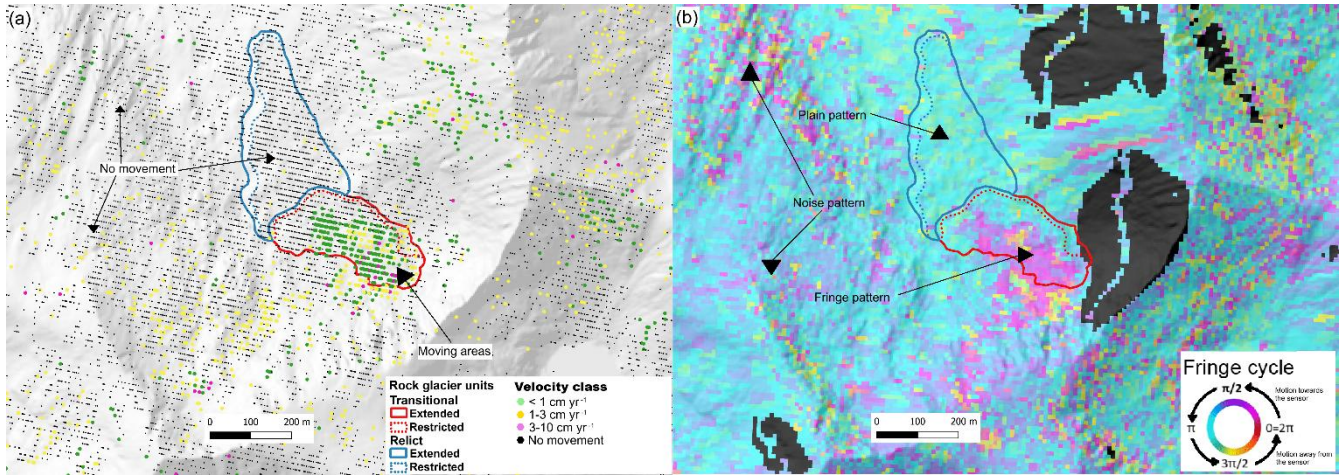 (a)
No movement
Moving areas
0 100 200 m
Rock glacier units
Transitional
Extended
Restricted
Relict
Extended
Restricted
Velocity class
< 1 cm yr⁻¹
1-3 cm yr⁻¹
3-10 cm yr⁻¹
No movement
(b)
Plain pattern
Noise pattern
Fringe pattern
0 100 200 m
Fringe cycle
π/2
Motion towards
the sensor
π
0=2π
3π/2
Motion away from
the sensor